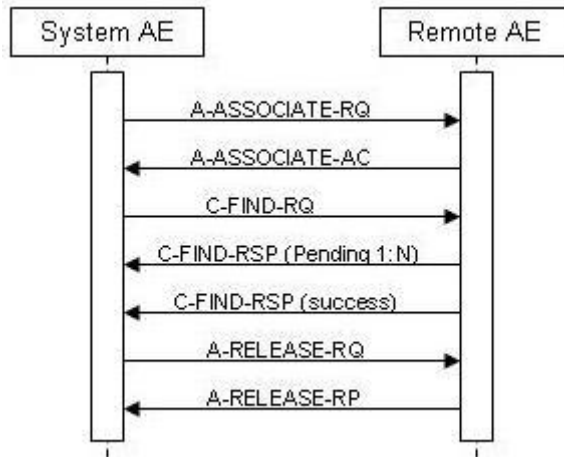 System AE
Remote AE
A-ASSOCIATE-RQ
A-ASSOCIATE-AC
C-FIND-RQ
C-FIND-RSP (Pending 1:N)
C-FIND-RSP (success)
A-RELEASE-RQ
A-RELEASE-RP